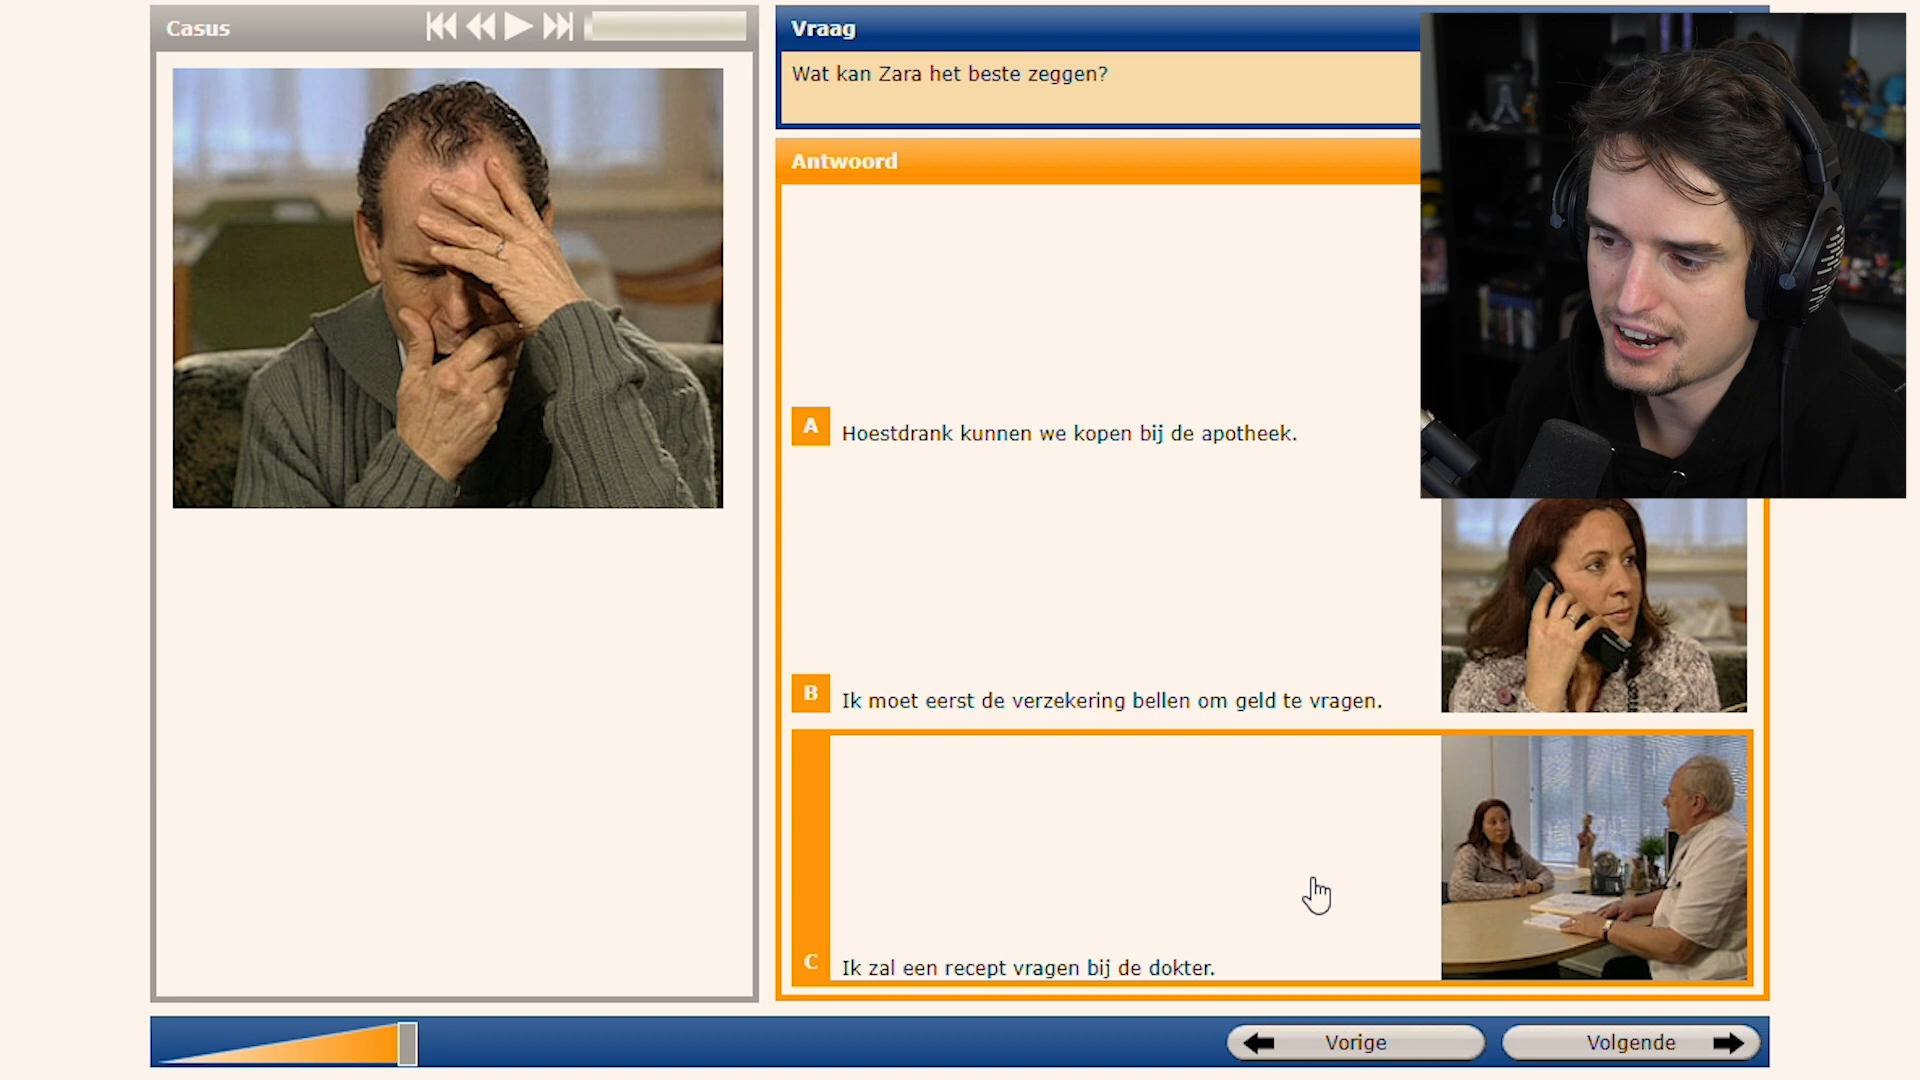 Casus
Vraag
Wat kan Zara het beste zeggen?
Antwoord
A Hoestdrank kunnen we kopen bij de apotheek.
B Ik moet eerst de verzekering bellen om geld te vragen.
C Ik zal een recept vragen bij de dokter.
Vorige
Volgende